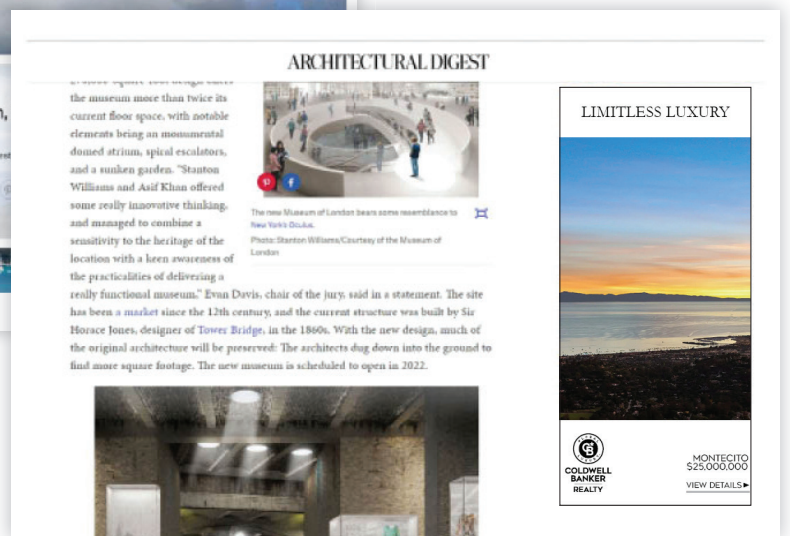 ARCHITECTURAL DIGEST
the museum more than twice its
current floor space, with notable
elements being an monumental
domed atrium, spiral escalators,
and a sunken garden. "Stanton
Williams and Asif Khan offered
some really innovative thinking,
and managed to combine a
sensitivity to the heritage of the
location with a keen awareness of
the practicalities of delivering a
really functional museum," Evan Davis, chair of the jury, said in a statement. The site
has been a market since the 12th century, and the current structure was built by Sir
Horace Jones, designer of Tower Bridge, in the 1860s. With the new design, much of
the original architecture will be preserved: The architects dug down into the ground to
find more square footage. The new museum is scheduled to open in 2022.
The new Museum of London bears some resemblance to
New York's Oculus.
Photo: Stanton Williams/Courtesy of the Museum of
London
LIMITLESS LUXURY
COLDWELL
BANKER
REALTY
MONTECITO
$25,000,000
VIEW DETAILS